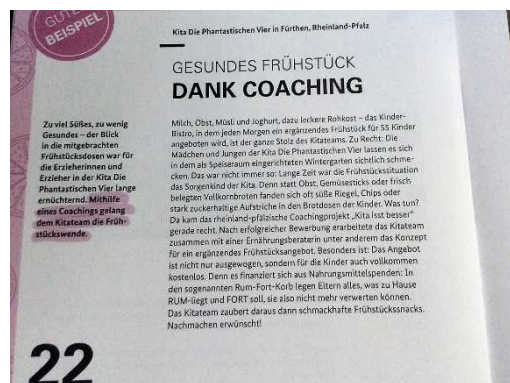 GUTES
BEISPIEL
Kita Die Phantastischen Vier in Fürthen, Rheinland-Pfalz
GESUNDES FRÜHSTÜCK
DANK COACHING
Zu viel Süßes, zu wenig
Gesundes – der Blick
in die mitgebrachten
Frühstücksdosen war für
die Erzieherinnen und
Erzieher in der Kita Die
Phantastischen Vier lange
ernüchternd. Mithilfe
eines Coachings gelang
dem Kitateam die Früh-
stückswende.
Milch, Obst, Müsli und Joghurt, dazu leckere Rohkost – das Kinder-
Bistro, in dem jeden Morgen ein ergänzendes Frühstück für 55 Kinder
angeboten wird, ist der ganze Stolz des Kitateams. Zu Recht: Die
Mädchen und Jungen der Kita Die Phantastischen Vier lassen es sich
in dem als Speiseraum eingerichteten Wintergarten sichtlich schme-
cken. Das war nicht immer so: Lange Zeit war die Frühstückssituation
das Sorgenkind der Kita. Denn statt Obst, Gemüsesticks oder frisch
belegten Vollkornbroten fanden sich oft süße Riegel, Chips oder
stark zuckerhaltige Aufstriche in den Brotdosen der Kinder. Was tun?
Da kam das rheinland-pfälzische Coachingprojekt „Kita isst besser“
gerade recht. Nach erfolgreicher Bewerbung erarbeitete das Kitateam
zusammen mit einer Ernährungsberaterin unter anderem das Konzept
für ein ergänzendes Frühstücksangebot. Besonders ist: Das Angebot
ist nicht nur ausgewogen, sondern für die Kinder auch vollkommen
kostenlos. Denn es finanziert sich aus Nahrungsmittelspenden: In
den sogenannten Rum-Fort-Korb legen Eltern alles, was zu Hause
RUM-liegt und FORT soll, sie also nicht mehr verwerten können.
Das Kitateam zaubert daraus dann schmackhafte Frühstückssnacks.
Nachmachen erwünscht!
22